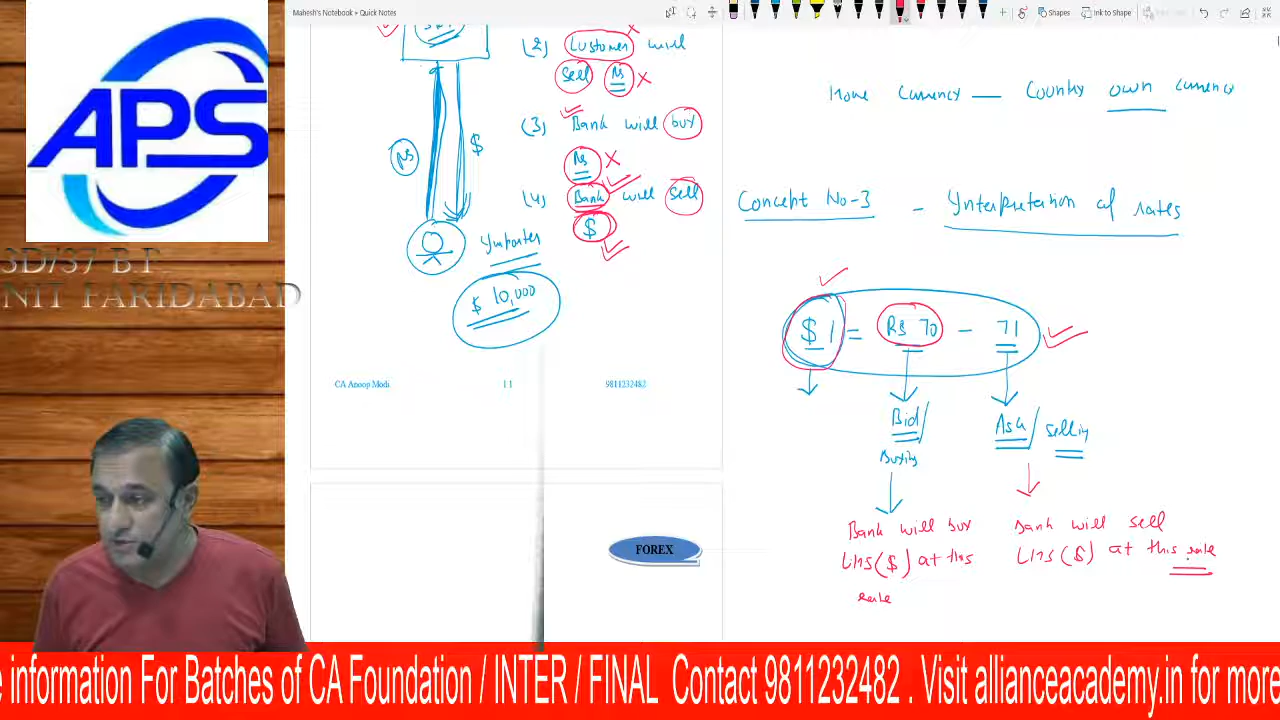 Mahesh's Notebook » Quick Notes
Shapes
Ink to Shape
APS
3D/37 B.P.
NIT FARIDABAD
(2) Customer will
sell Rs ×
(3) Bank will buy
Rs ×
(4) Bank will sell
$
Rs
$
Importer
$ 10,000
CA Anoop Modi
11
9811232482
FOREX
Home Currency — Country own currency
Concept No-3 - Interpretation of rates
$ 1 = Rs 70 - 71
Bid/
Buying
Ask/ selling
Bank will buy
LHS($) at this
rate
Bank will sell
LHS($) at this rate
e information For Batches of CA Foundation / INTER / FINAL Contact 9811232482 . Visit allianceacademy.in for more